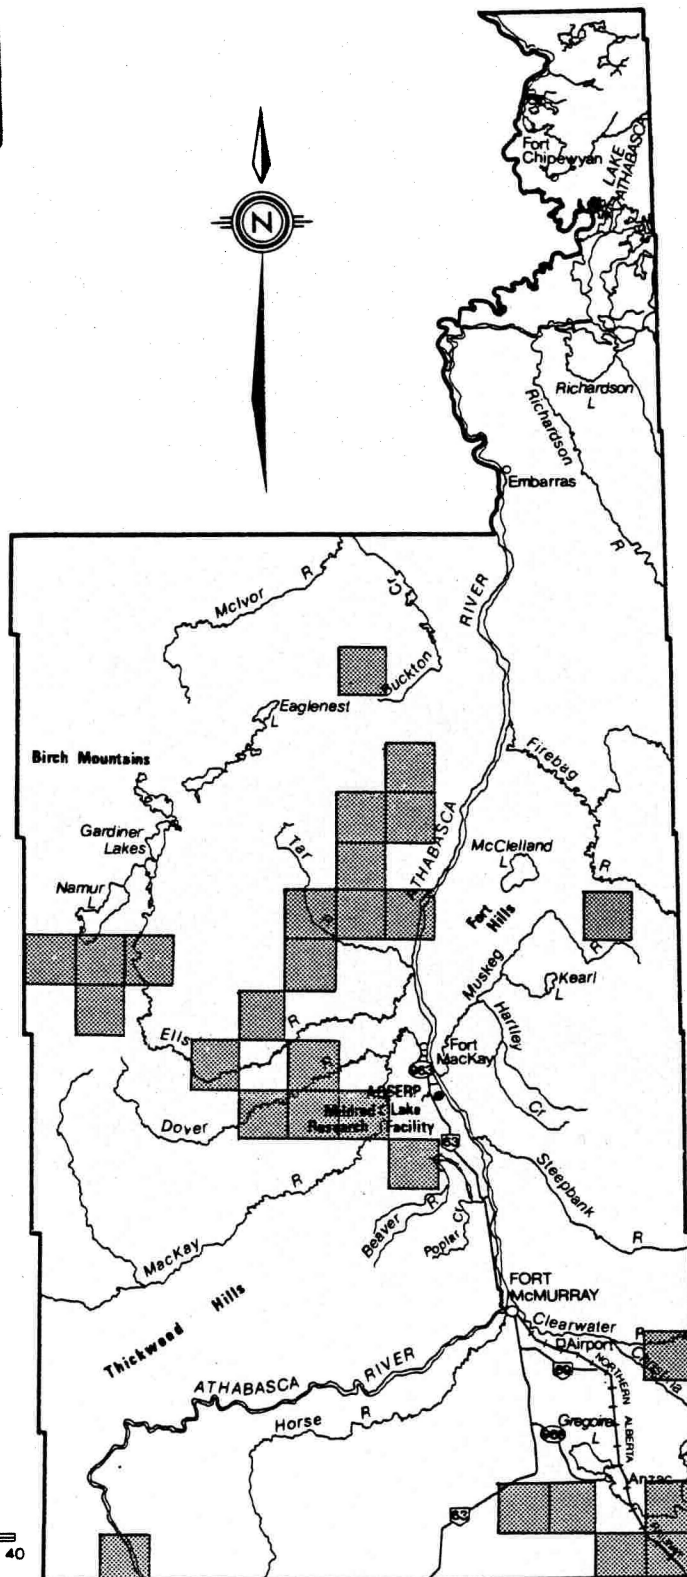 Fort
Chipewyan
LAKE
ATHABASCA
N
Richardson
L
Richardson
R
Embarras
McIvor R
Cr
Buckton
RIVER
ATHABASCA
Eaglenest
L
Birch Mountains
Firebag
R
Gardiner
Lakes
Tar
R
McClelland
L
Namur
L
Fort
Hills
Muskeg
R
Kearl
L
Hartley
Cr
Ells
R
Fort
MacKay
963
R
AOSERP
Mildred Lake
Research Facility
Dover
63
Steepbank
R
R
MacKay
Beaver R
Poplar Cr
Thickwood Hills
FORT
McMURRAY
Clearwater
R
Airport
ATHABASCA RIVER
69
NORTHERN ALBERTA
Horse R
Gregoire
L
Anzac
63
40